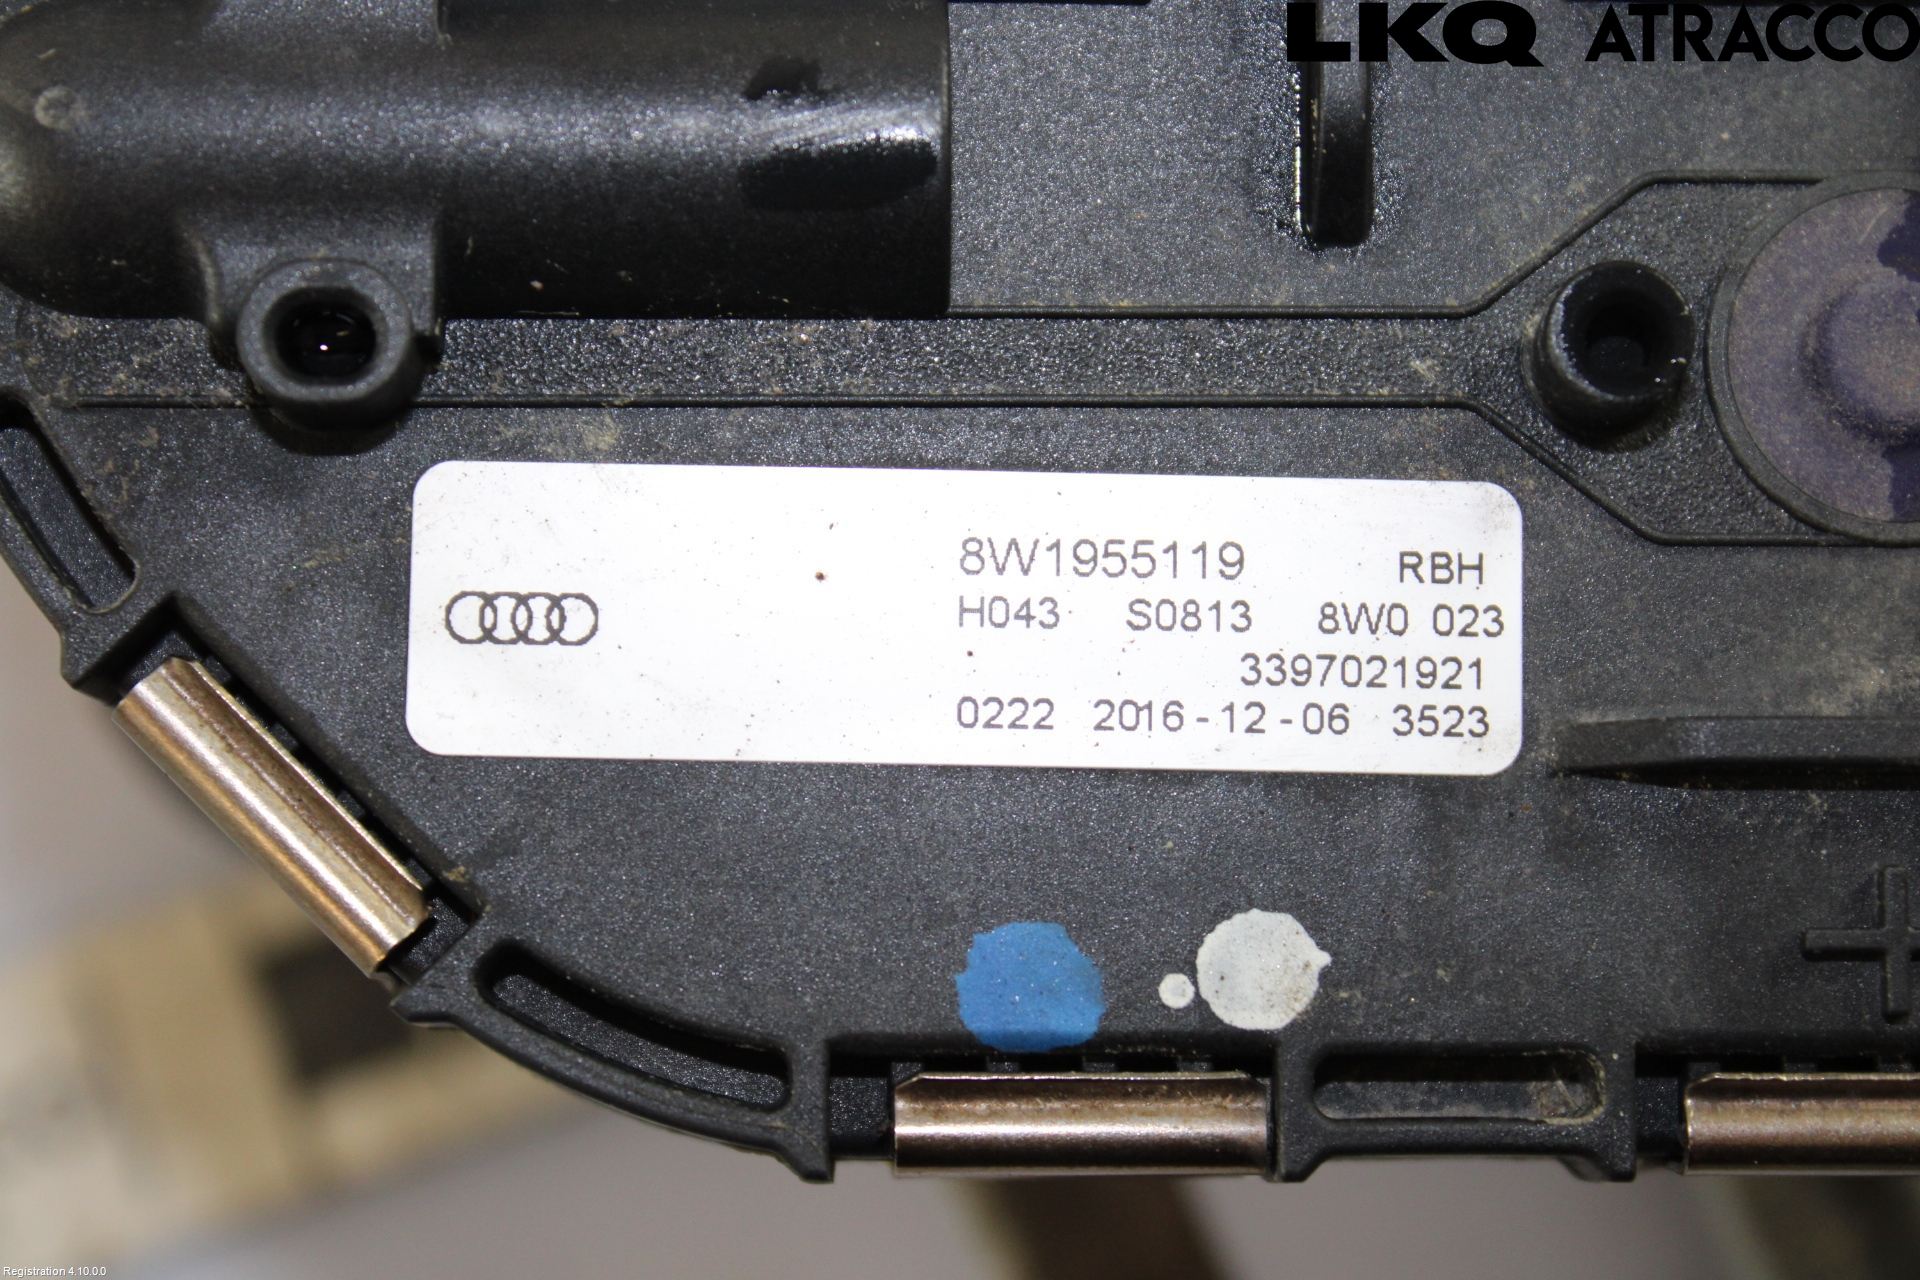 LKQ ATRACCO
8W1955119 RBH
H043 S0813 8W0 023
3397021921
0222 2016-12-06 3523
Registration 4.10.0.0